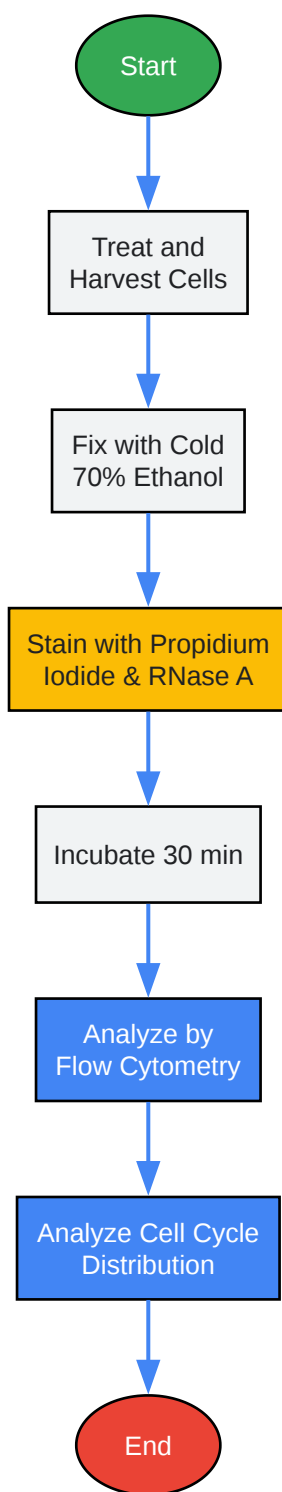 Start
Treat and
Harvest Cells
Fix with Cold
70% Ethanol
Stain with Propidium
Iodide & RNase A
Incubate 30 min
Analyze by
Flow Cytometry
Analyze Cell Cycle
Distribution
End